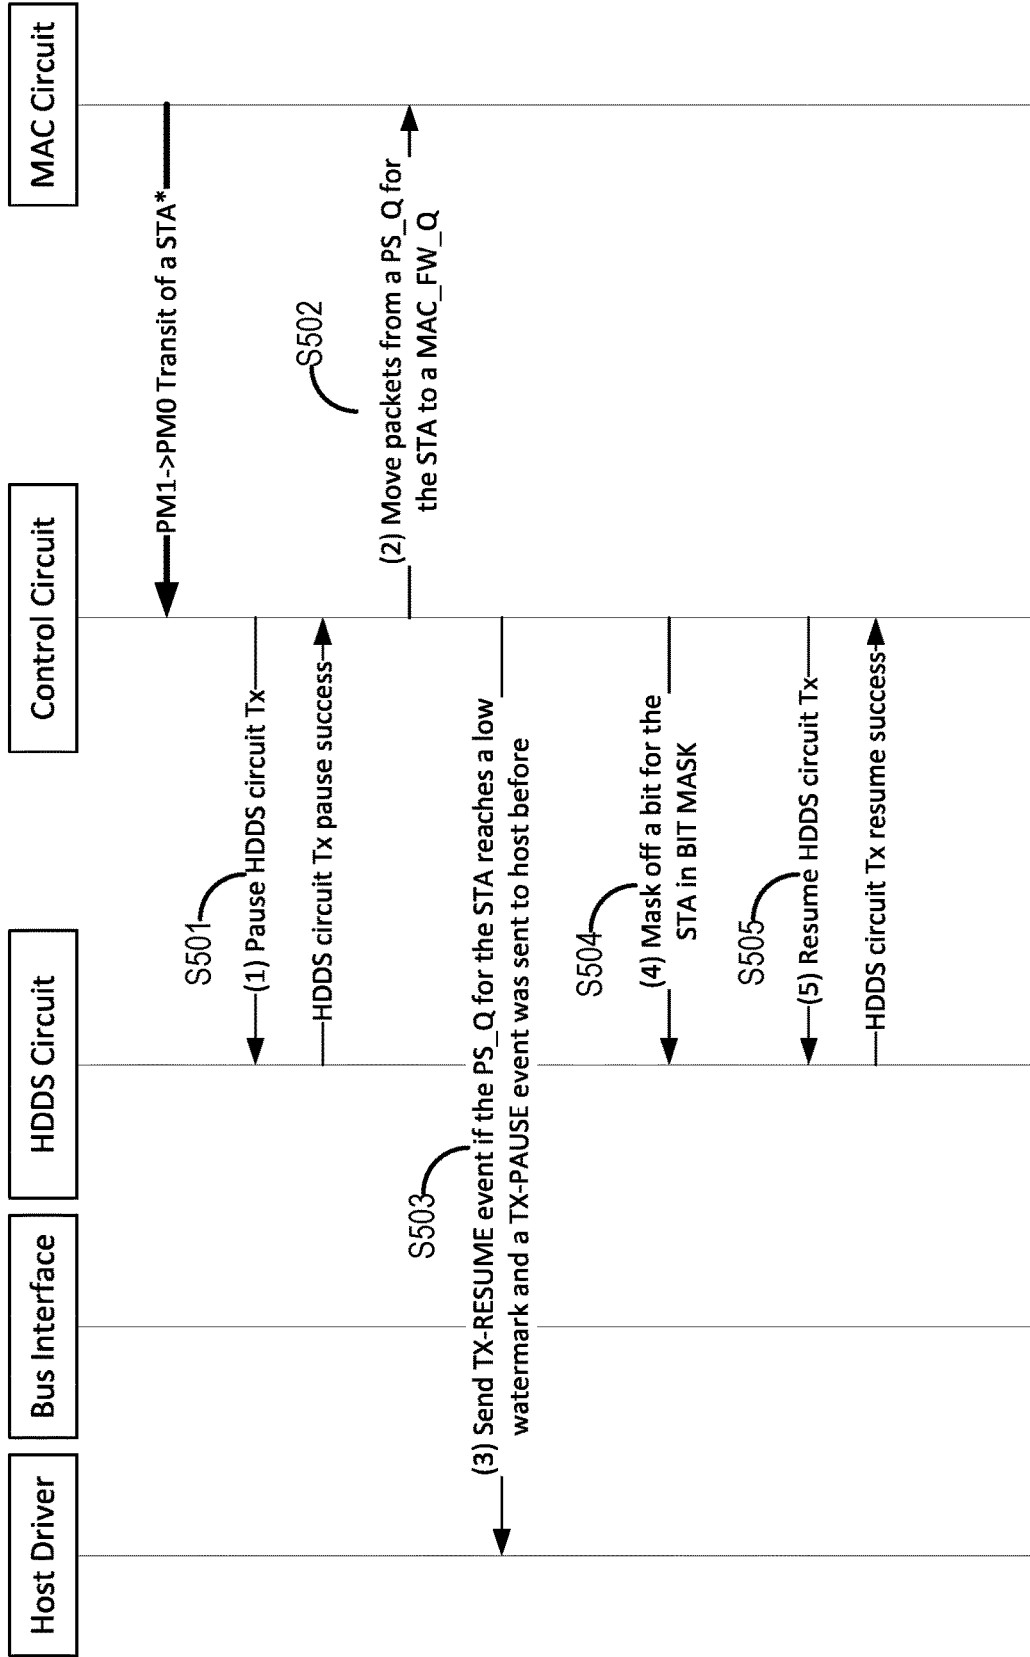 Host Driver
Bus Interface
HDDS Circuit
Control Circuit
MAC Circuit
PM1->PM0 Transit of a STA*
S501
(1) Pause HDDS circuit Tx
HDDS circuit Tx pause success
S502
(2) Move packets from a PS_Q for
the STA to a MAC_FW_Q
S503
(3) Send TX-RESUME event if the PS_Q for the STA reaches a low
watermark and a TX-PAUSE event was sent to host before
S504
(4) Mask off a bit for the
STA in BIT MASK
S505
(5) Resume HDDS circuit Tx
HDDS circuit Tx resume success